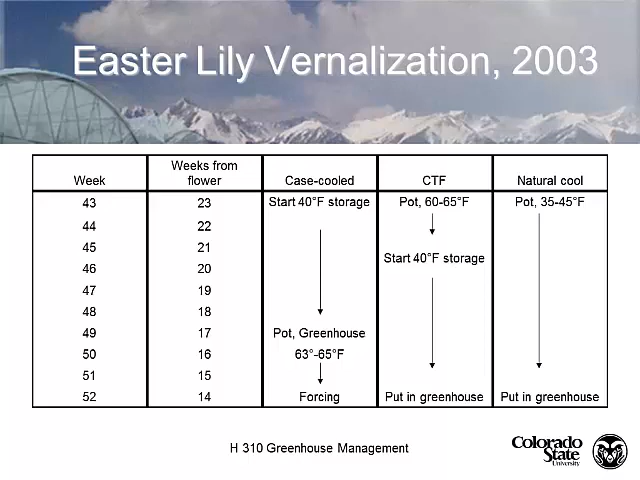 Easter Lily Vernalization, 2003
Week Weeks from flower Case-cooled CTF Natural cool
43 23 Start 40°F storage Pot, 60-65°F Pot, 35-45°F
44 22
45 21
Start 40°F storage
46 20
47 19
48 18
49 17 Pot, Greenhouse
50 16 63°-65°F
51 15
52 14 Forcing Put in greenhouse Put in greenhouse
H 310 Greenhouse Management
Colorado
State
University